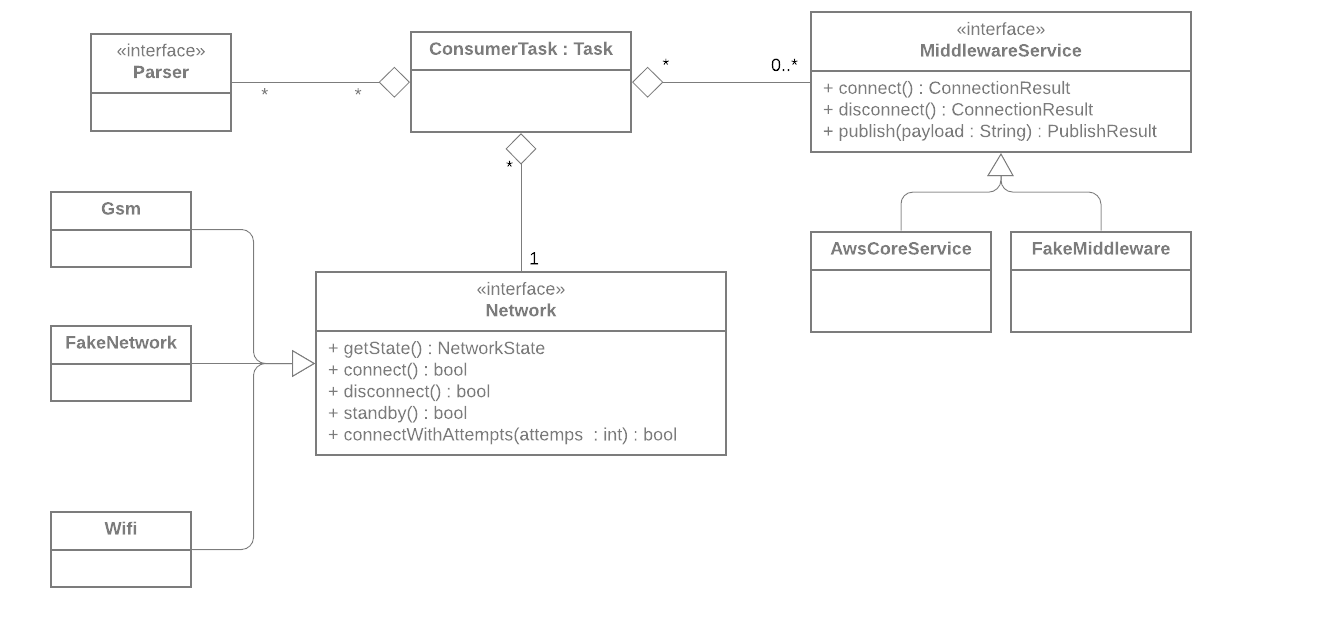 «interface»
Parser
* *
ConsumerTask : Task
* 0..*
«interface»
MiddlewareService
+ connect() : ConnectionResult
+ disconnect() : ConnectionResult
+ publish(payload : String) : PublishResult
*
1
Gsm
FakeNetwork
Wifi
«interface»
Network
+ getState() : NetworkState
+ connect() : bool
+ disconnect() : bool
+ standby() : bool
+ connectWithAttempts(attemps : int) : bool
AwsCoreService
FakeMiddleware